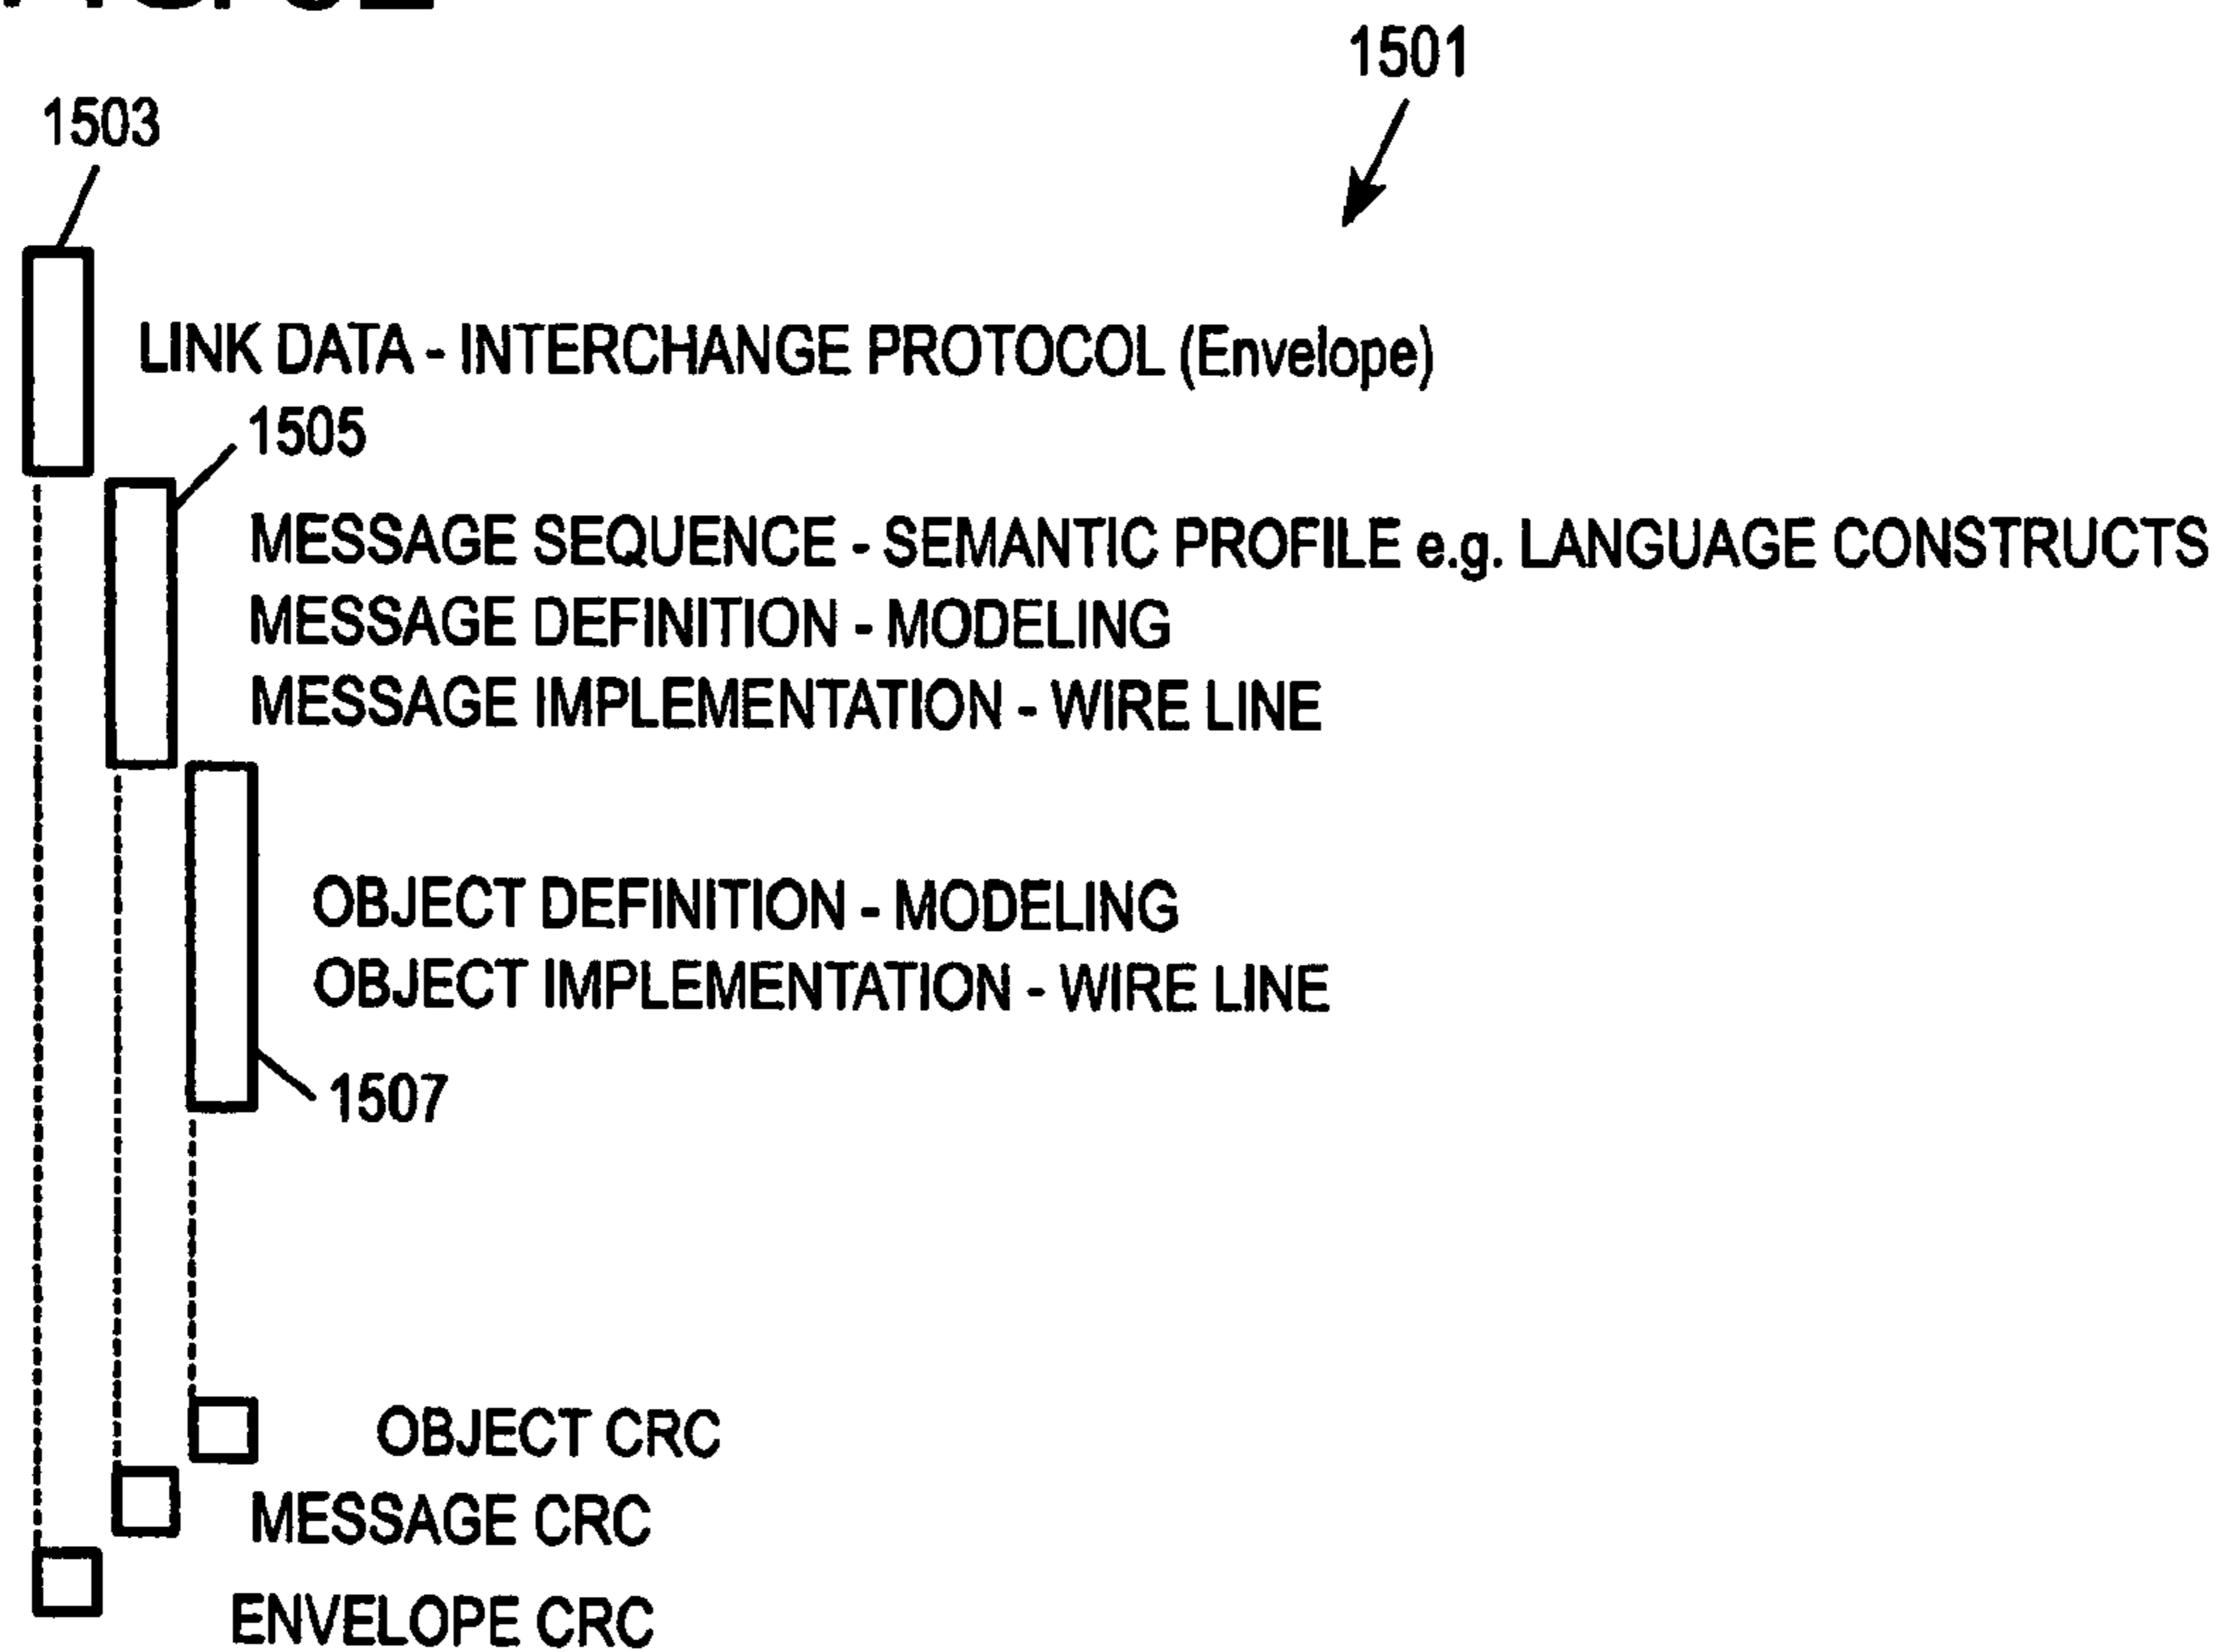 1501
1503
LINK DATA - INTERCHANGE PROTOCOL (Envelope)
1505
MESSAGE SEQUENCE - SEMANTIC PROFILE e.g. LANGUAGE CONSTRUCTS
MESSAGE DEFINITION - MODELING
MESSAGE IMPLEMENTATION - WIRE LINE
OBJECT DEFINITION - MODELING
OBJECT IMPLEMENTATION - WIRE LINE
1507
OBJECT CRC
MESSAGE CRC
ENVELOPE CRC